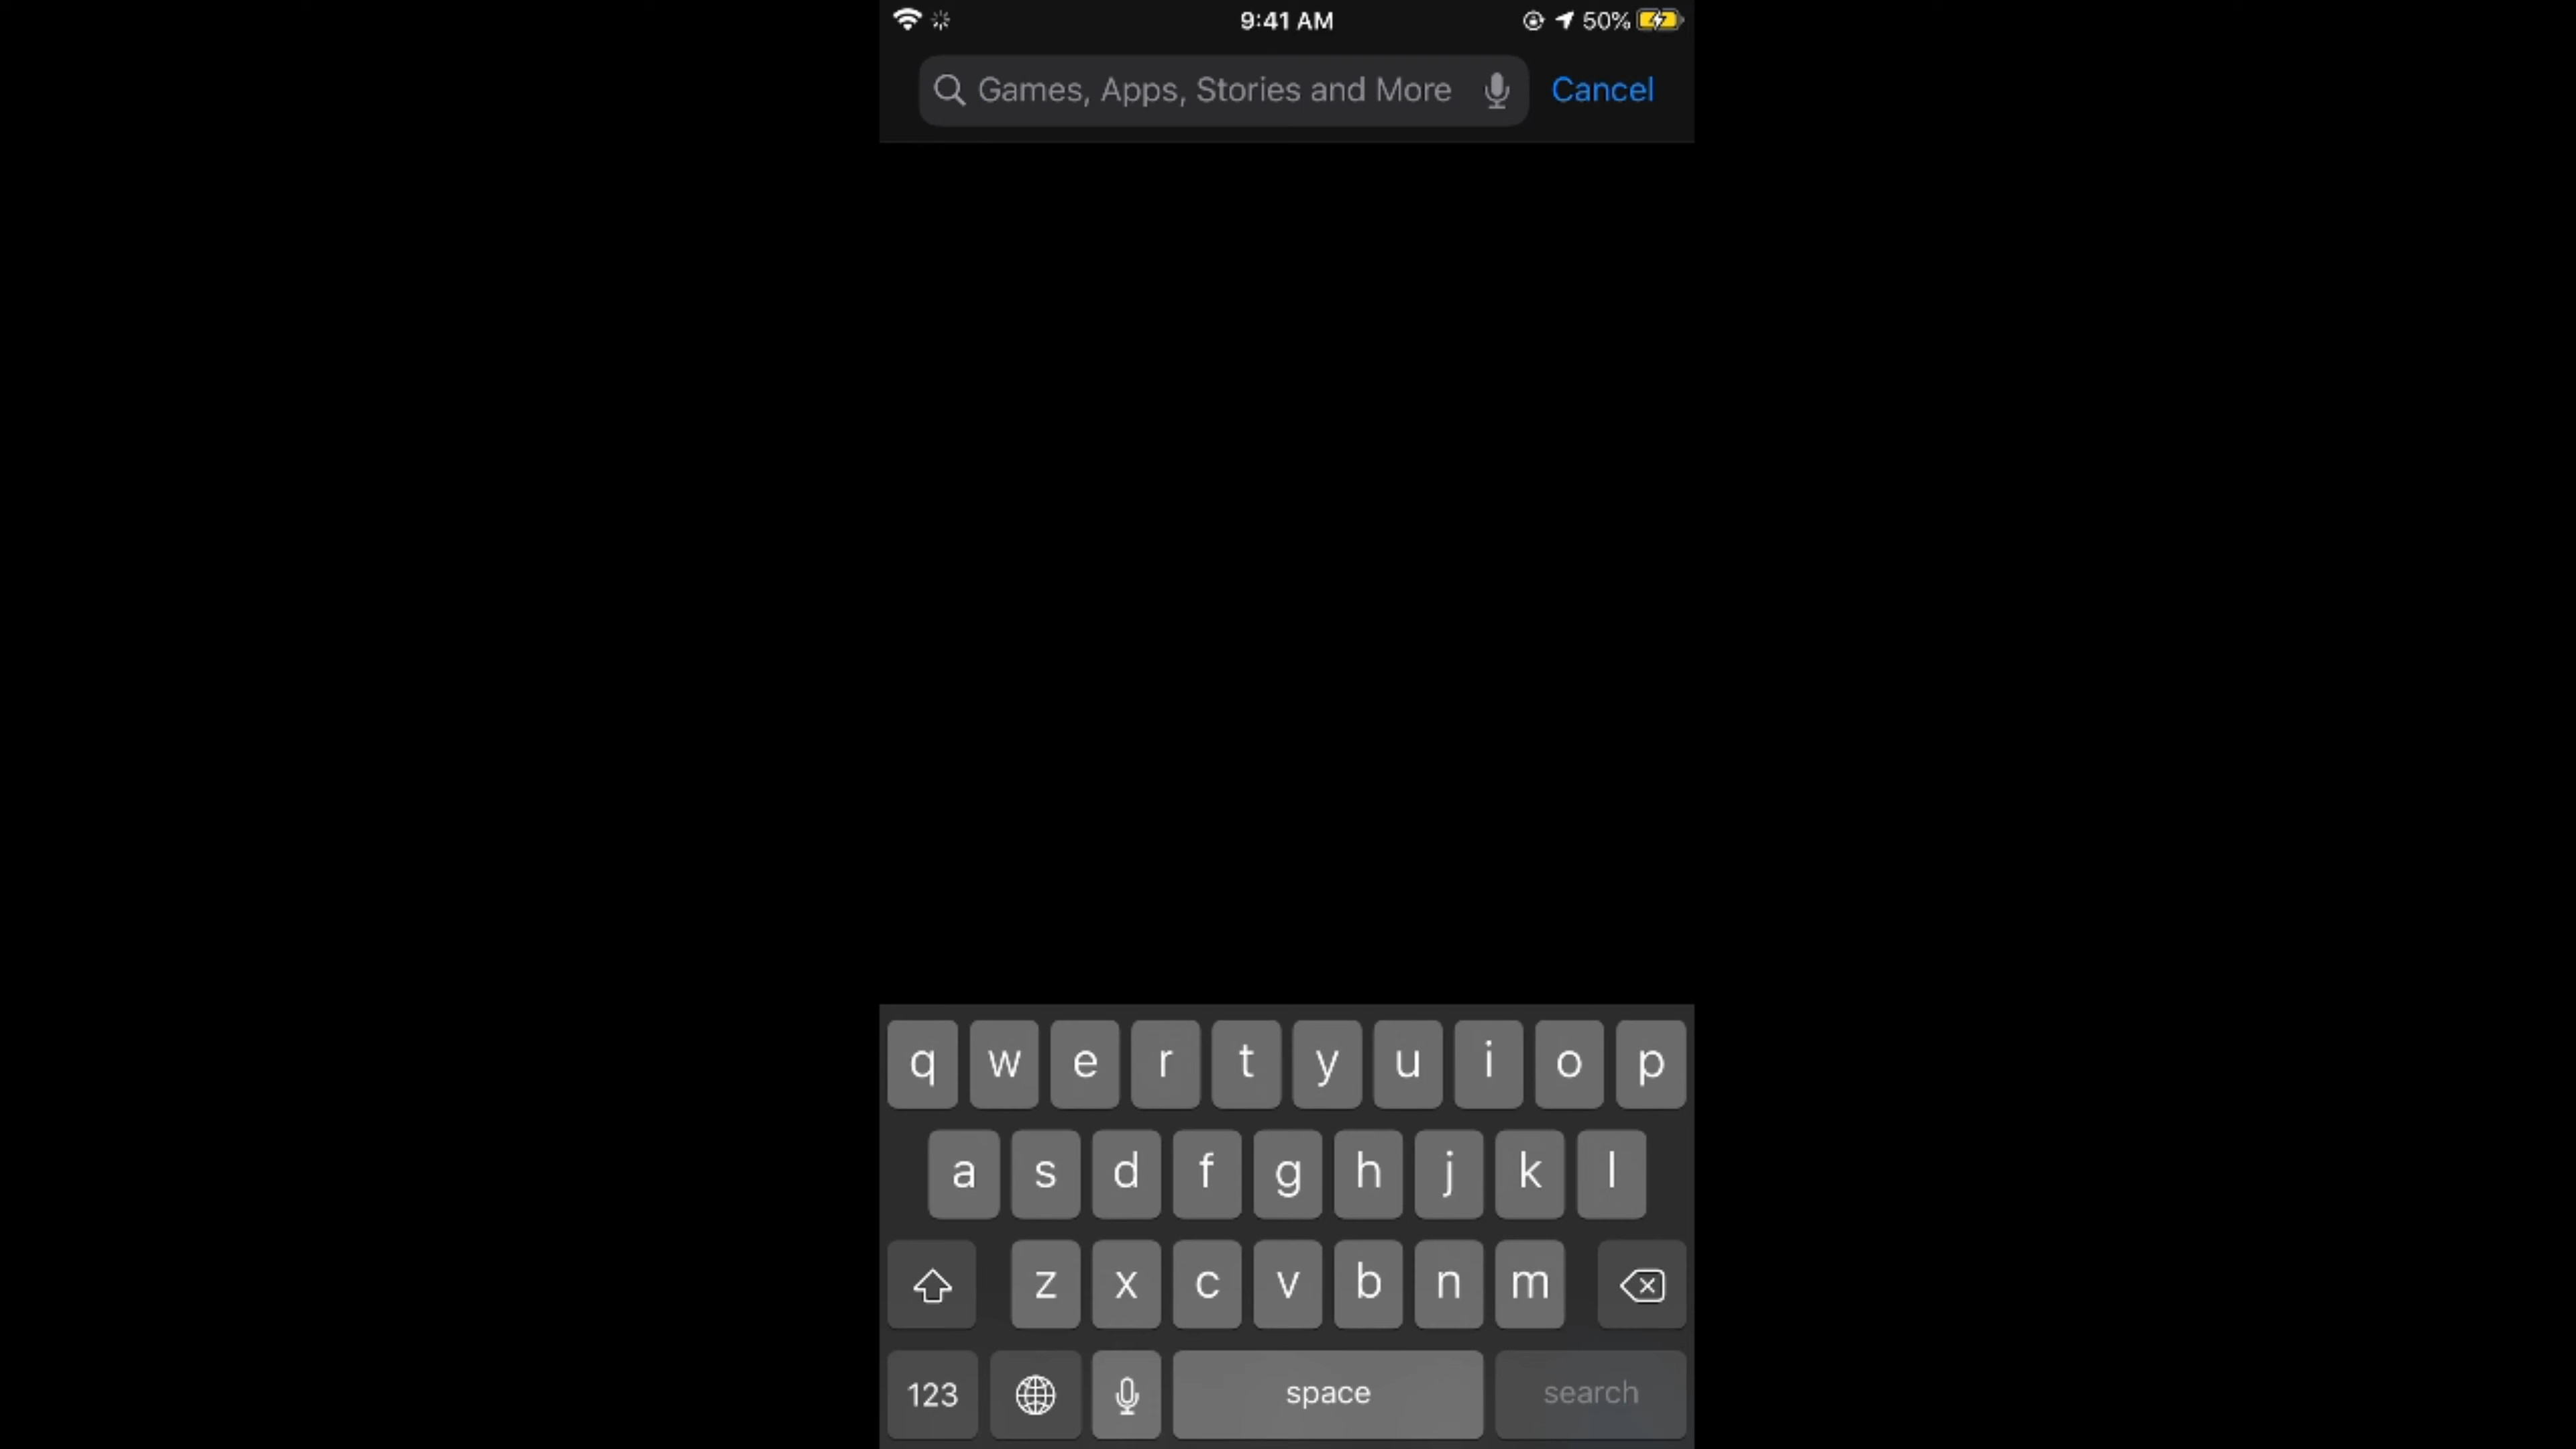 9:41 AM 50%
Games, Apps, Stories and More Cancel
q w e r t y u i o p
a s d f g h j k l
z x c v b n m
123 space search